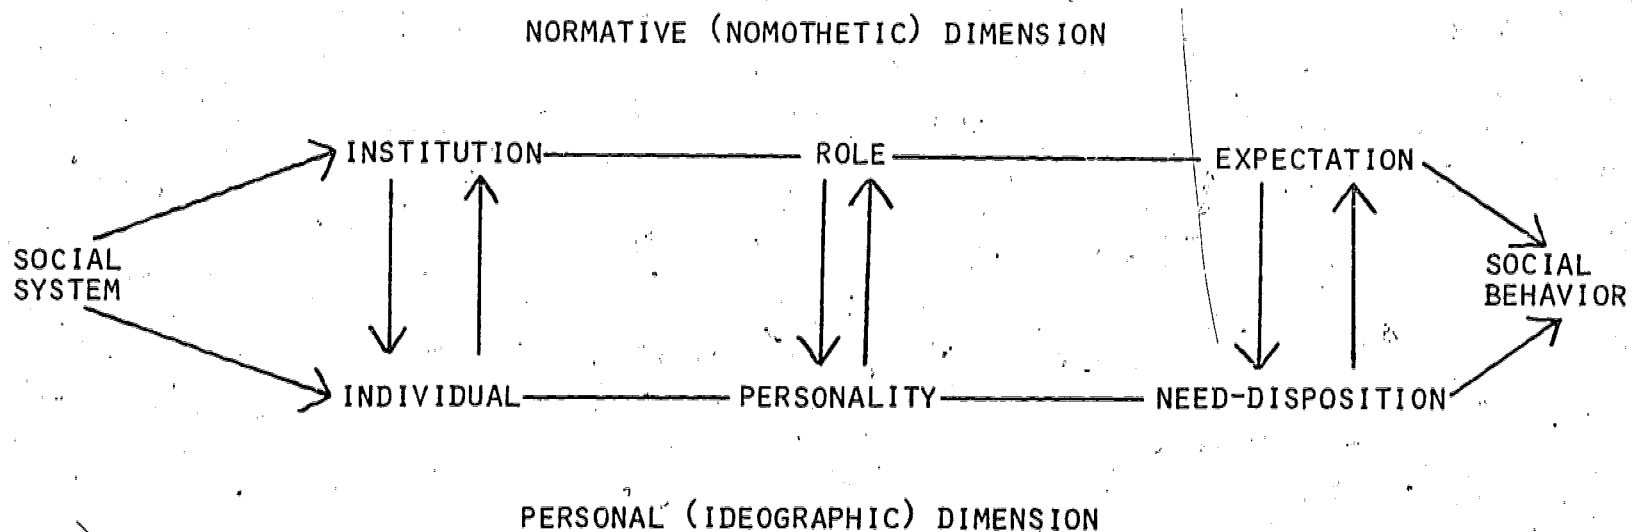 NORMATIVE (NOMOTHETIC) DIMENSION
INSTITUTION
ROLE
EXPECTATION
SOCIAL
SYSTEM
SOCIAL
BEHAVIOR
INDIVIDUAL
PERSONALITY
NEED-DISPOSITION
PERSONAL (IDEOGRAPHIC) DIMENSION